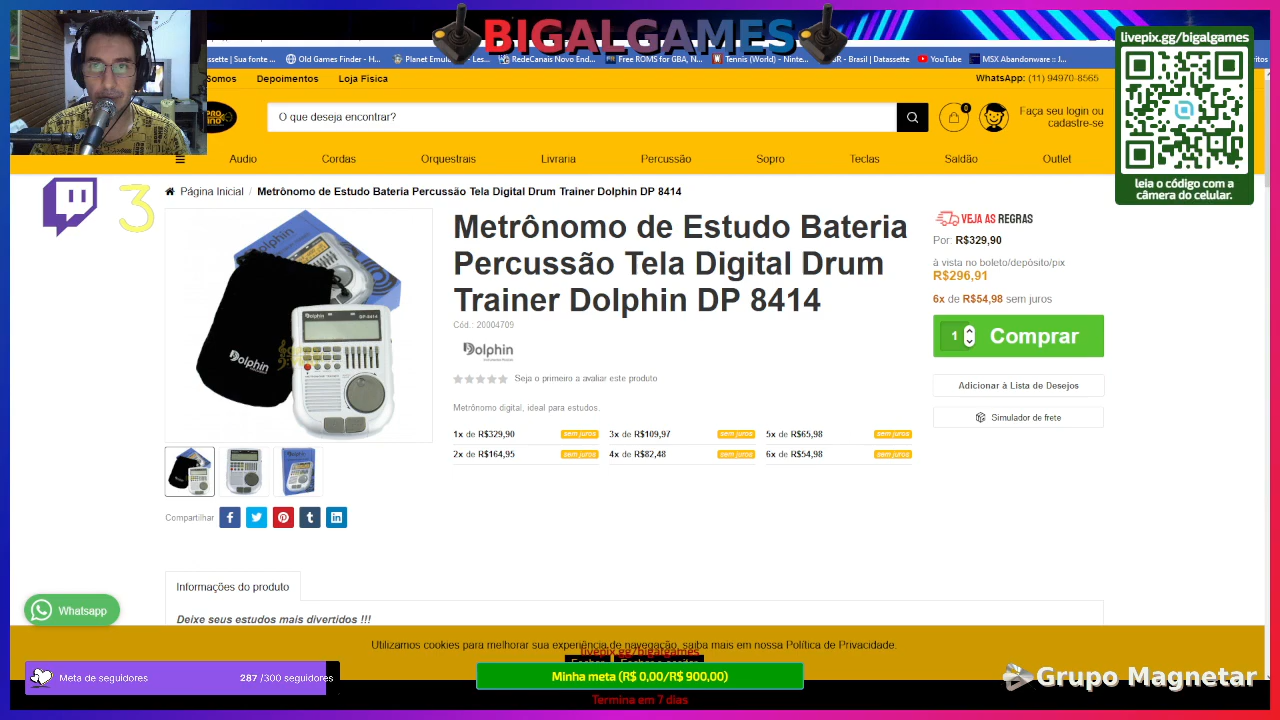 BIGALGAMES
livepix.gg/bigalgames
leia o código com a
câmera do celular.
Sua fonte ...
Old Games Finder - H...
Planet Emul
Les...
RedeCanais Novo End...
Free ROMS for GBA, N...
Tennis (World) - Ninte...
- Brasil | Datassette
YouTube
MSX Abandonware :: J...
Somos
Depoimentos
Loja Física
WhatsApp: (11) 94970-8565
O que deseja encontrar?
0
Faça seu login ou
cadastre-se
Audio
Cordas
Orquestrais
Livraria
Percussão
Sopro
Teclas
Saldão
Outlet
3
Página Inicial / Metrônomo de Estudo Bateria Percussão Tela Digital Drum Trainer Dolphin DP 8414
Metrônomo de Estudo Bateria
Percussão Tela Digital Drum
Trainer Dolphin DP 8414
Cód.: 20004709
Dolphin
Seja o primeiro a avaliar este produto
Metrônomo digital, ideal para estudos.
1x de R$329,90 sem juros
3x de R$109,97 sem juros
5x de R$65,98 sem juros
2x de R$164,95 sem juros
4x de R$82,48 sem juros
6x de R$54,98 sem juros
VEJA AS REGRAS
Por: R$329,90
à vista no boleto/depósito/pix
R$296,91
6x de R$54,98 sem juros
1 Comprar
Adicionar à Lista de Desejos
Simulador de frete
Dolphin
Dolphin
Dolphin DP-8414
Compartilhar
Informações do produto
Deixe seus estudos mais divertidos !!!
Whatsapp
Utilizamos cookies para melhorar sua experiência de navegação, saiba mais em nossa Política de Privacidade.
livepix.gg/bigalgames
Meta de seguidores
287 /300 seguidores
Minha meta (R$ 0,00/R$ 900,00)
Termina em 7 dias
Grupo Magnetar